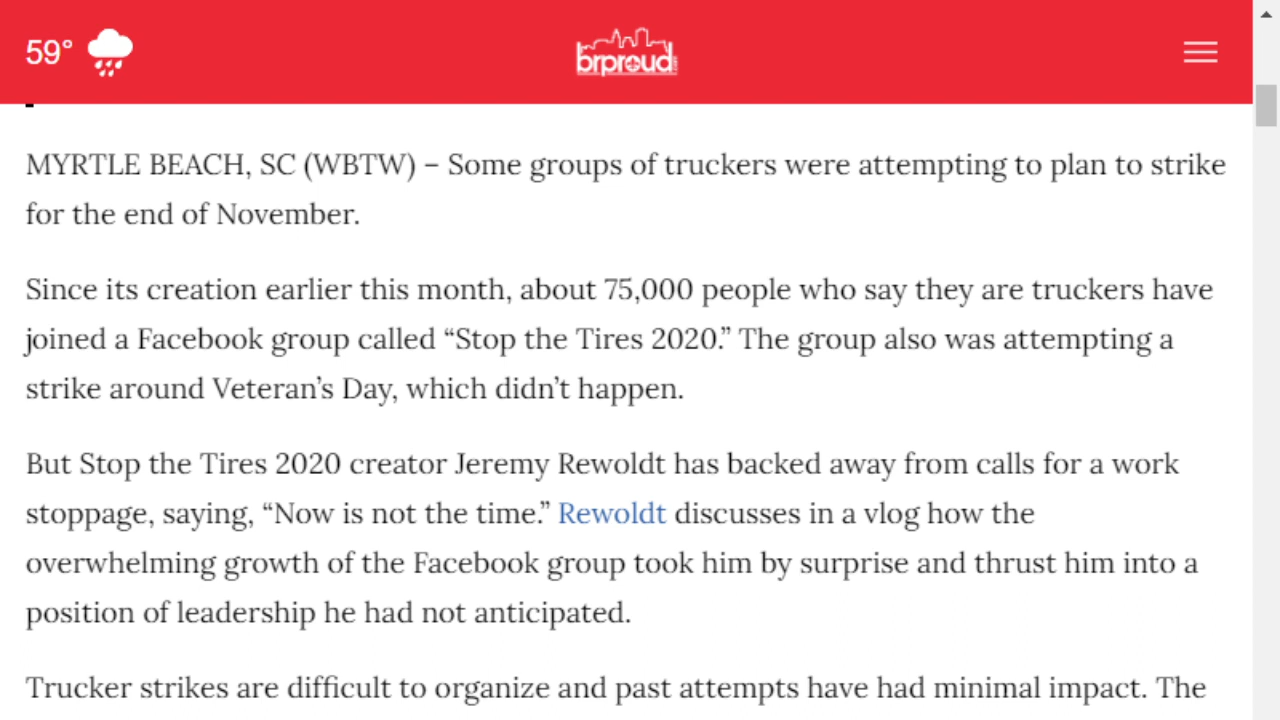 59°
brproud
MYRTLE BEACH, SC (WBTW) – Some groups of truckers were attempting to plan to strike
for the end of November.
Since its creation earlier this month, about 75,000 people who say they are truckers have
joined a Facebook group called “Stop the Tires 2020.” The group also was attempting a
strike around Veteran’s Day, which didn’t happen.
But Stop the Tires 2020 creator Jeremy Rewoldt has backed away from calls for a work
stoppage, saying, “Now is not the time.” Rewoldt discusses in a vlog how the
overwhelming growth of the Facebook group took him by surprise and thrust him into a
position of leadership he had not anticipated.
Trucker strikes are difficult to organize and past attempts have had minimal impact. The